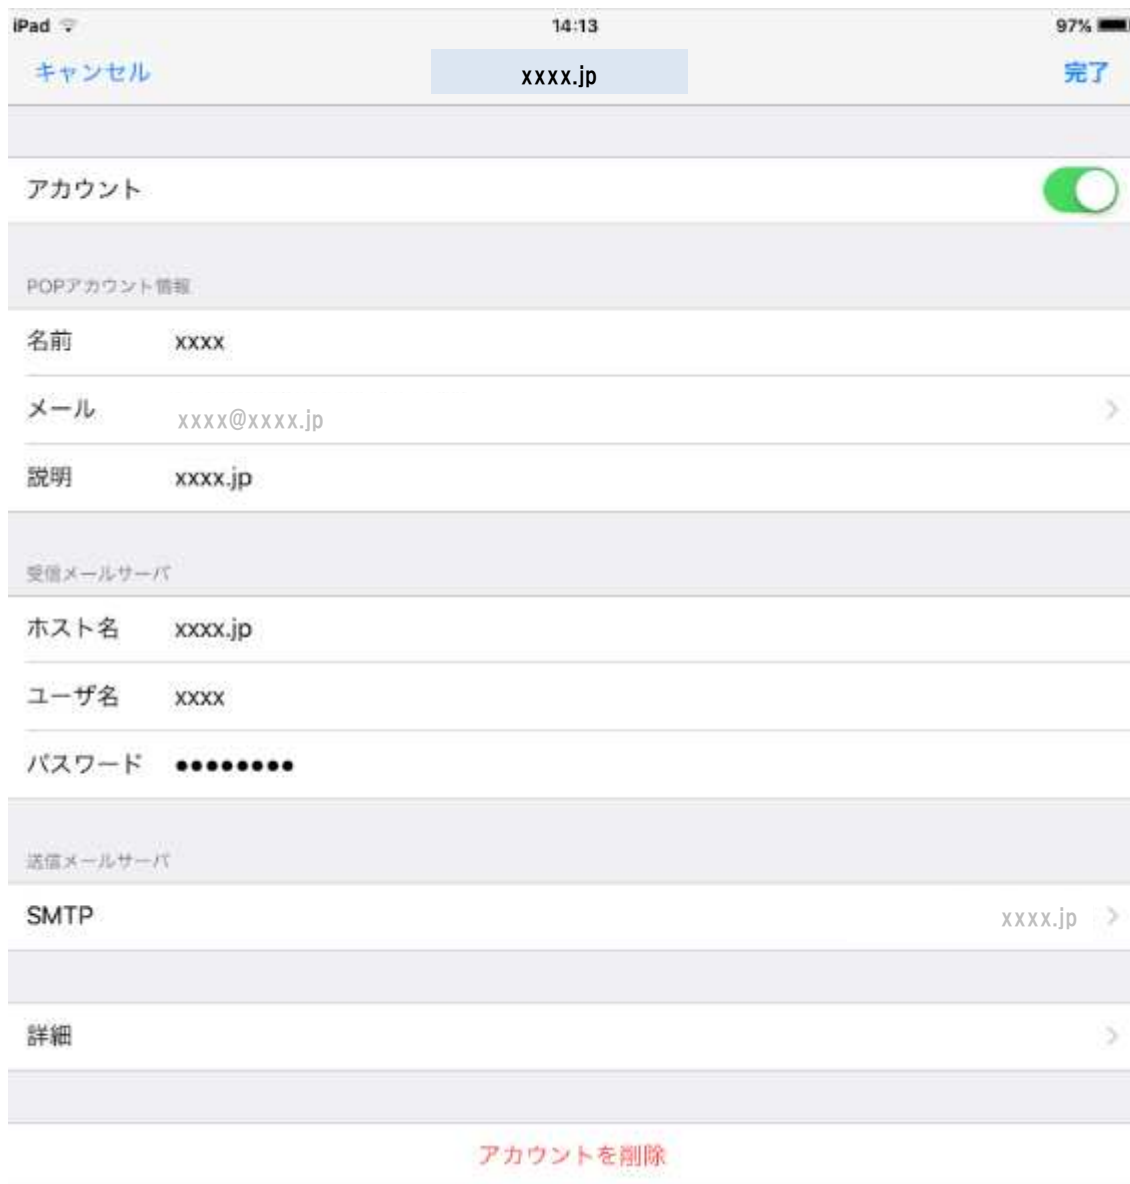 iPad 14:13 97%
キャンセル xxxx.jp 完了
アカウント
POPアカウント情報
名前 xxxx
メール xxxx@xxxx.jp
説明 xxxx.jp
受信メールサーバ
ホスト名 xxxx.jp
ユーザ名 xxxx
パスワード ●●●●●●●●
送信メールサーバ
SMTP xxxx.jp
詳細
アカウントを削除